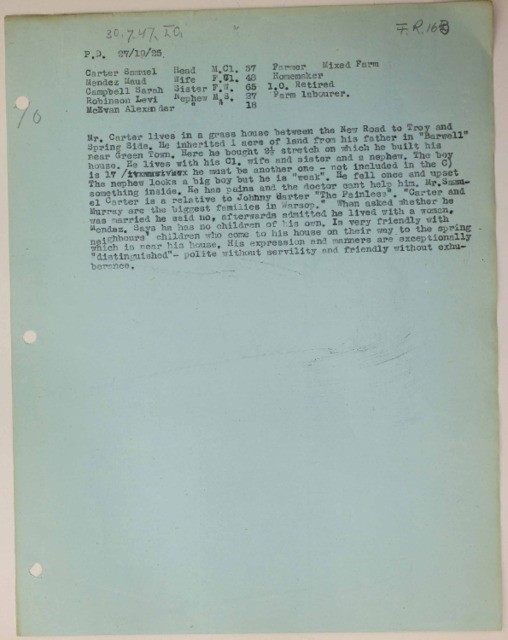 30.7.47. I.O. F.R. 163
P.D. 27/19/25,
Carter Samuel Head M.Cl. 57 Farmer Mixed Farm
Mendez Maud Wife F.Cl. 48 Homemaker
Campbell Sarah Sister F.W. 65 1.O. Retired
Robinson Levi Nephew M.S. 27 Farm labourer.
McEvan Alexander " " 18
Mr. Carter lives in a grass house between the New Road to Troy and
Spring Side. He inherited 1 acre of land from his father in "Barwell"
near Green Town. Here he bought 2½ stretch on which he built his
house. He lives with his Cl. wife and sister and a nephew. The boy
is 17 he must be another one - not included in the C)
The nephew looks a big boy but he is "weak". He fell once and upset
something inside. He has pains and the doctor cant help him. Mr.Samu-
el Carter is a relative to Johnny Carter "The Painless". "Carter and
Murray are the biggest families in Warsop." When asked whether he
was married he said no, afterwards admitted he lived with a woman,
Mendez. Says he has no children of his own. Is very friendly with
neighbours' children who come to his house on their way to the spring
which is near his house. His expression and manners are exceptionally
"distinguished"- polite without servility and friendly without exhu-
berence.